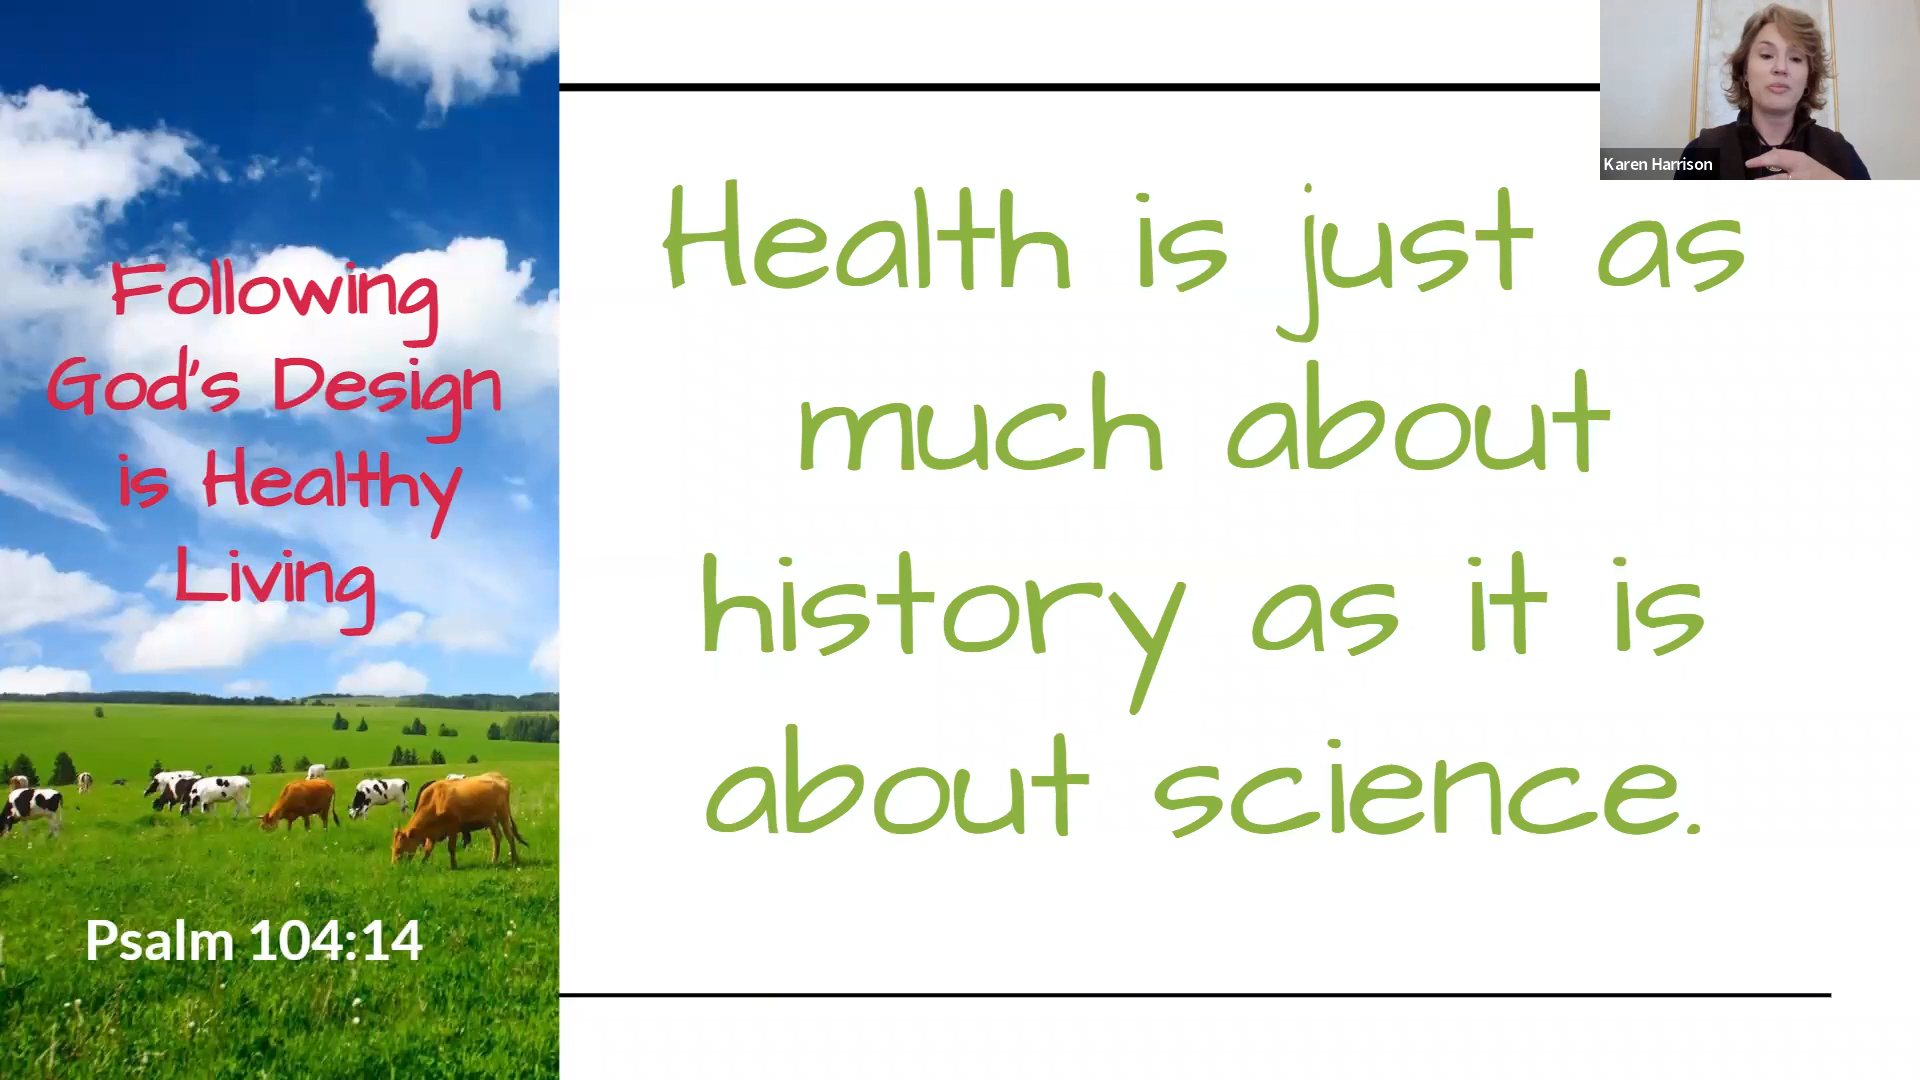 Following
God's Design
is Healthy
Living
Psalm 104:14
Health is just as
much about
history as it is
about science.
Karen Harrison